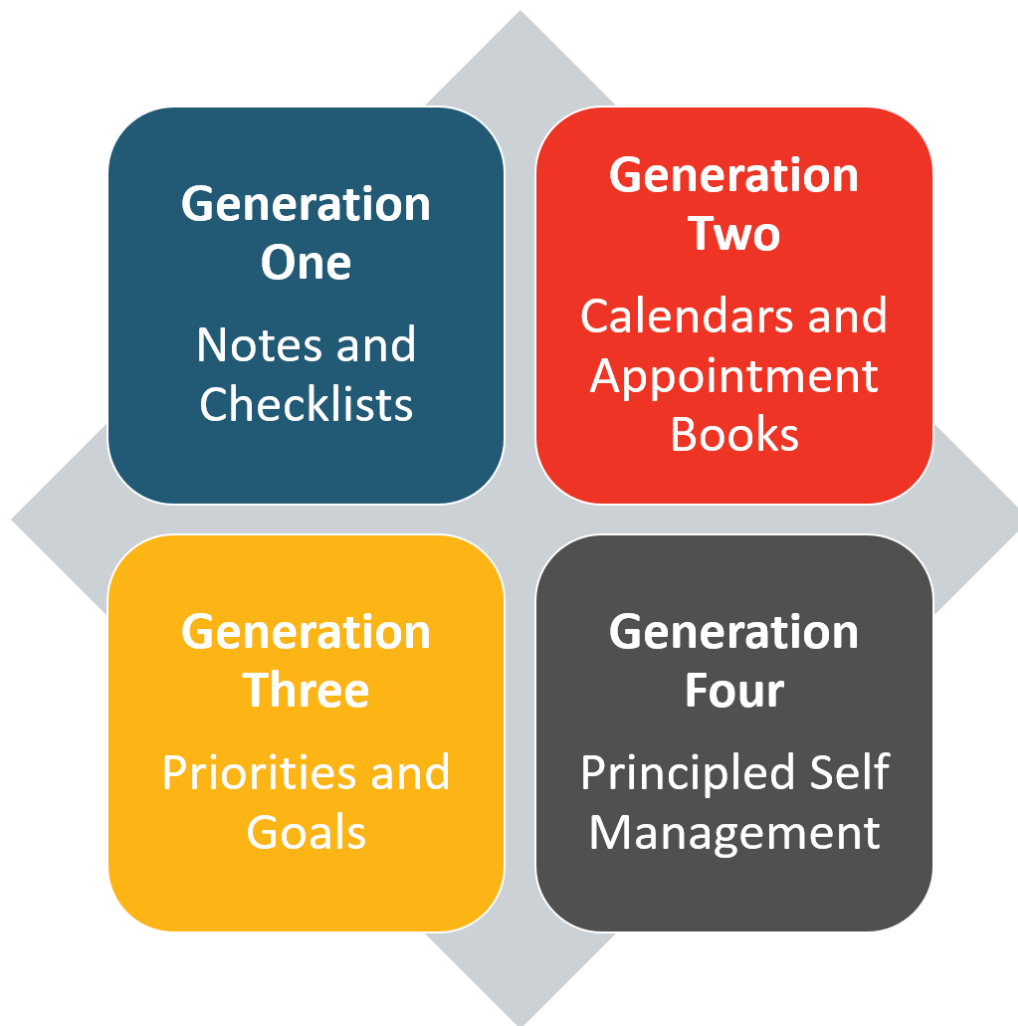 Generation
One
Notes and
Checklists
Generation
Two
Calendars and
Appointment
Books
Generation
Three
Priorities and
Goals
Generation
Four
Principled Self
Management